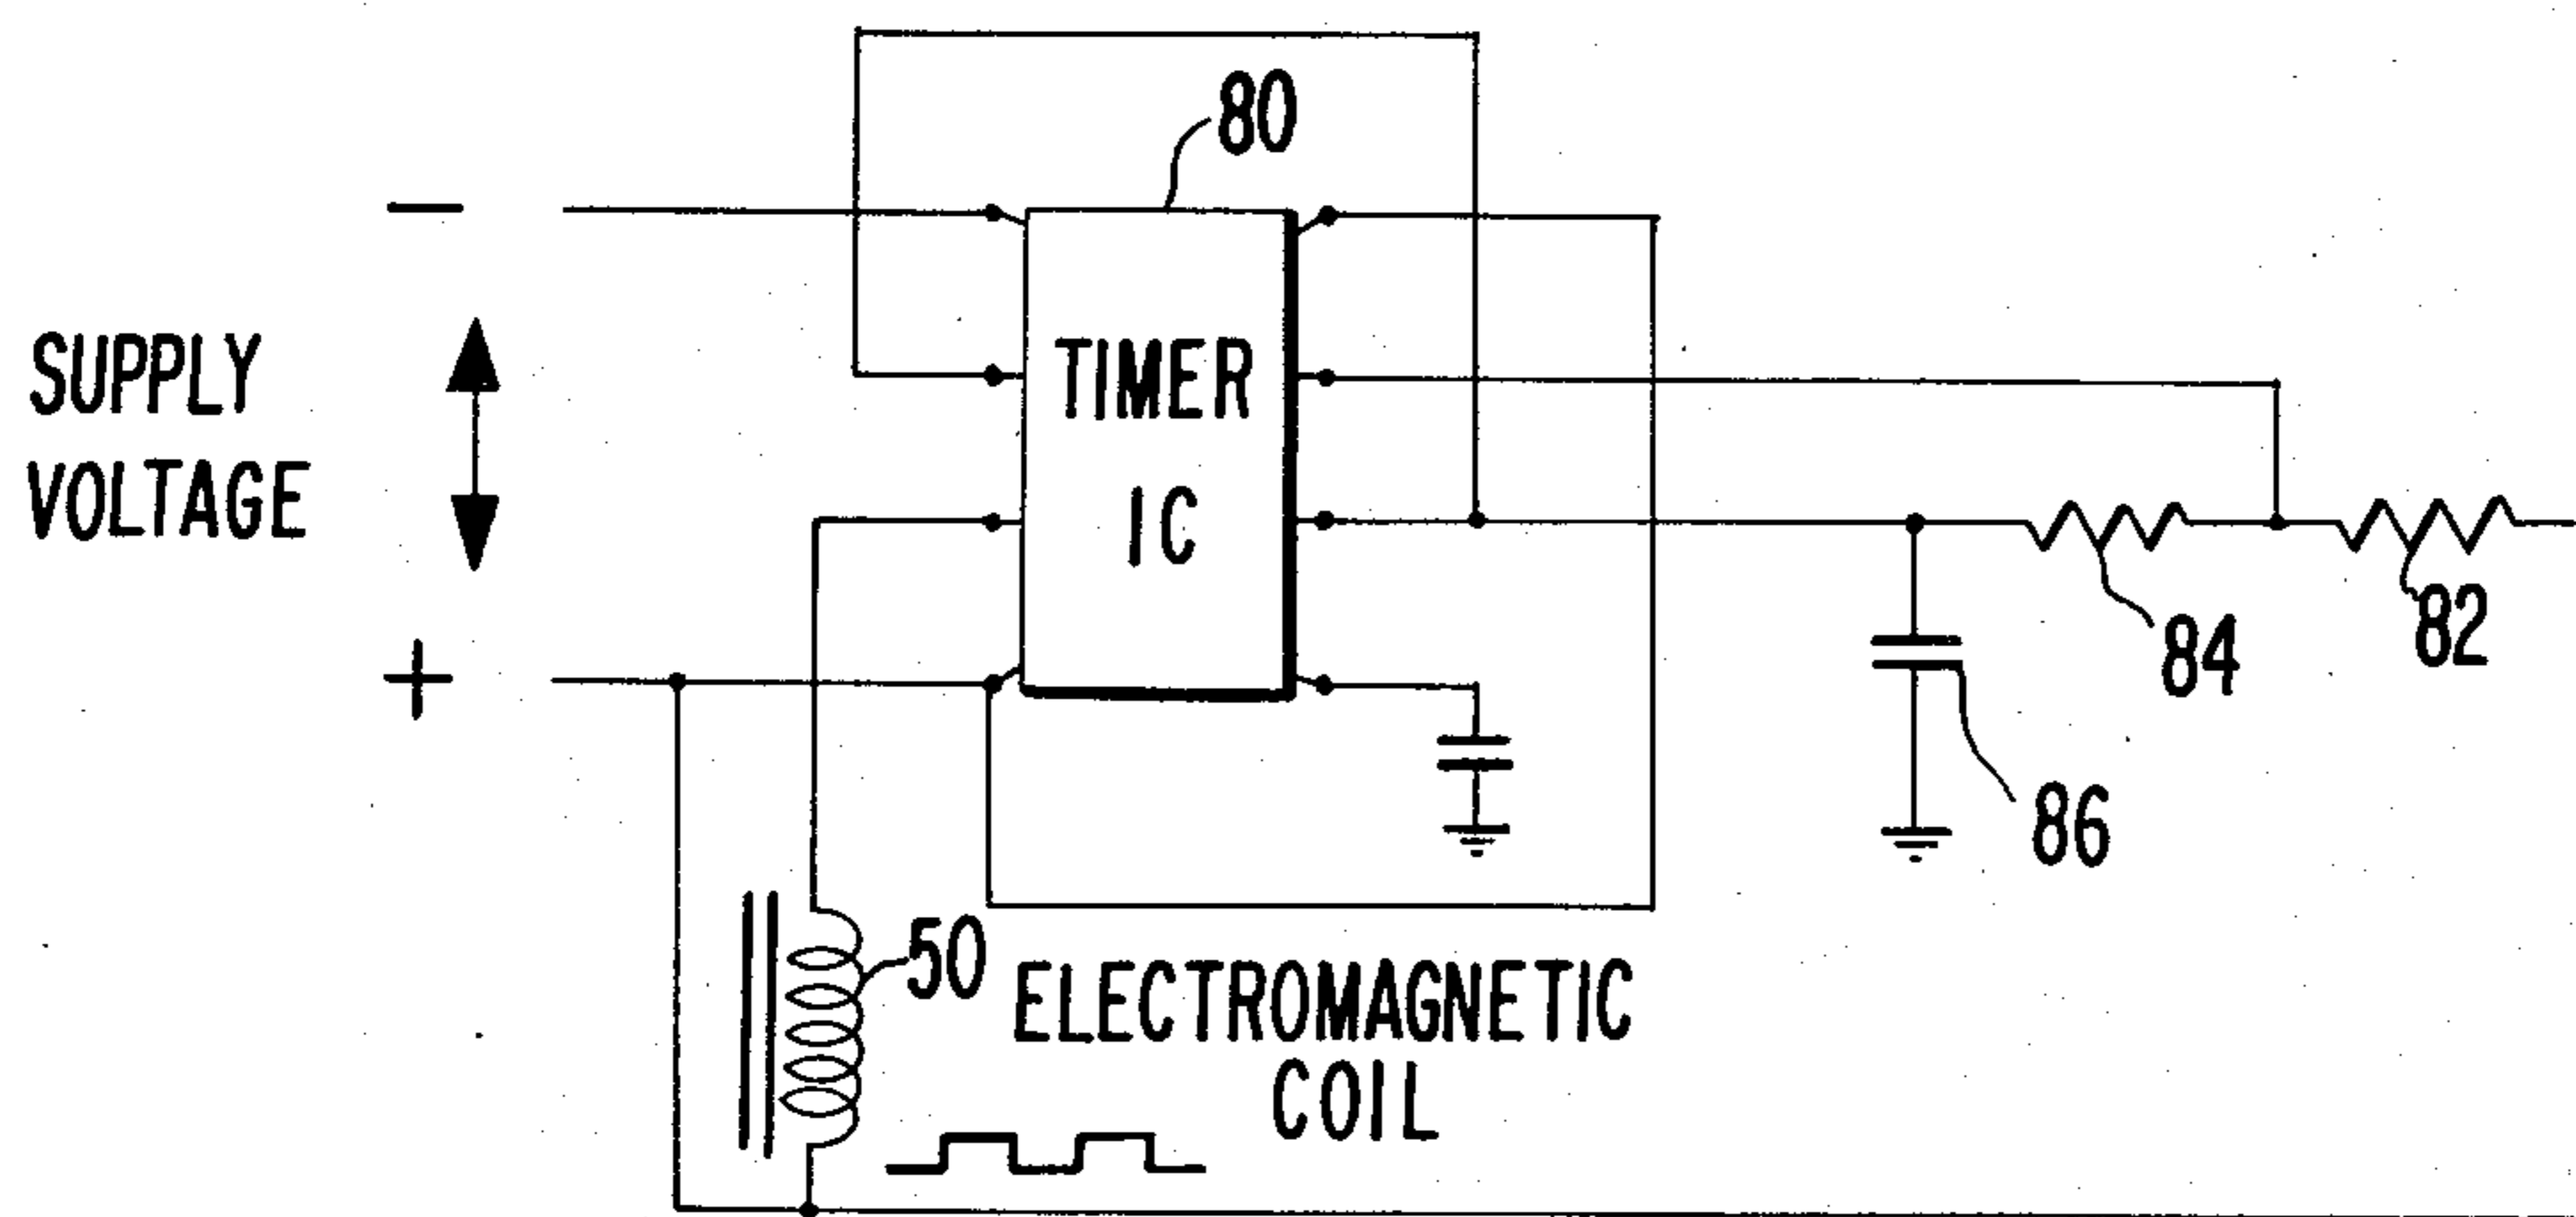 80
−
SUPPLY
VOLTAGE
+
TIMER
IC
84
82
86
50
ELECTROMAGNETIC
COIL